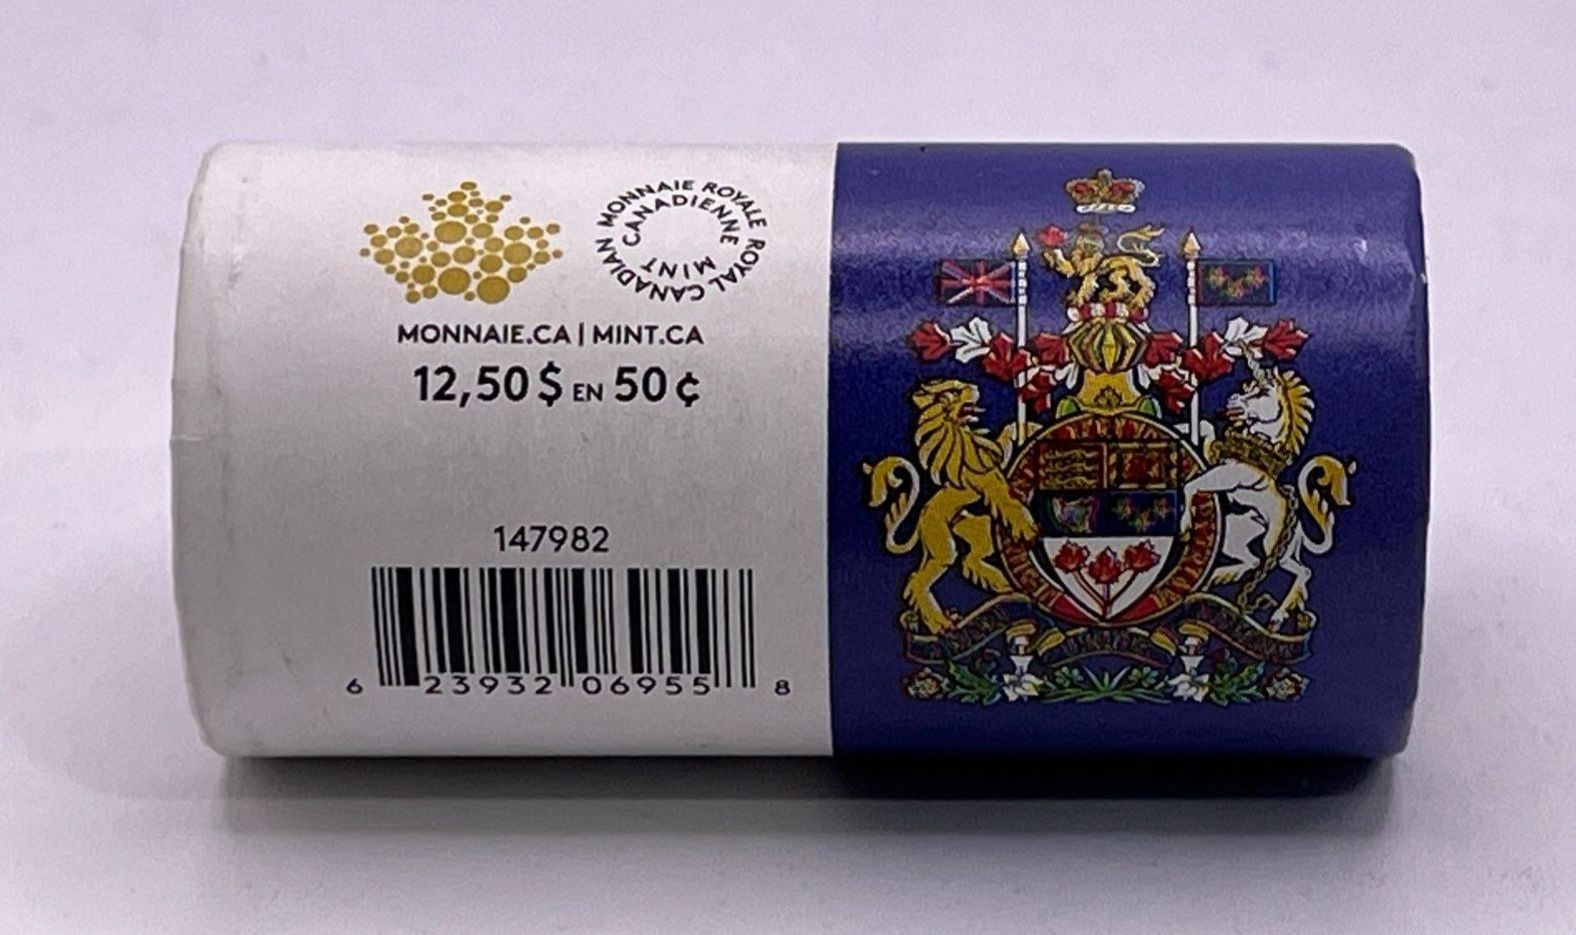 MONNAIE ROYALE CANADIENNE
ROYAL CANADIAN MINT
MONNAIE.CA | MINT.CA
12,50 $ EN 50 ¢
147982
6 23932 06955 8